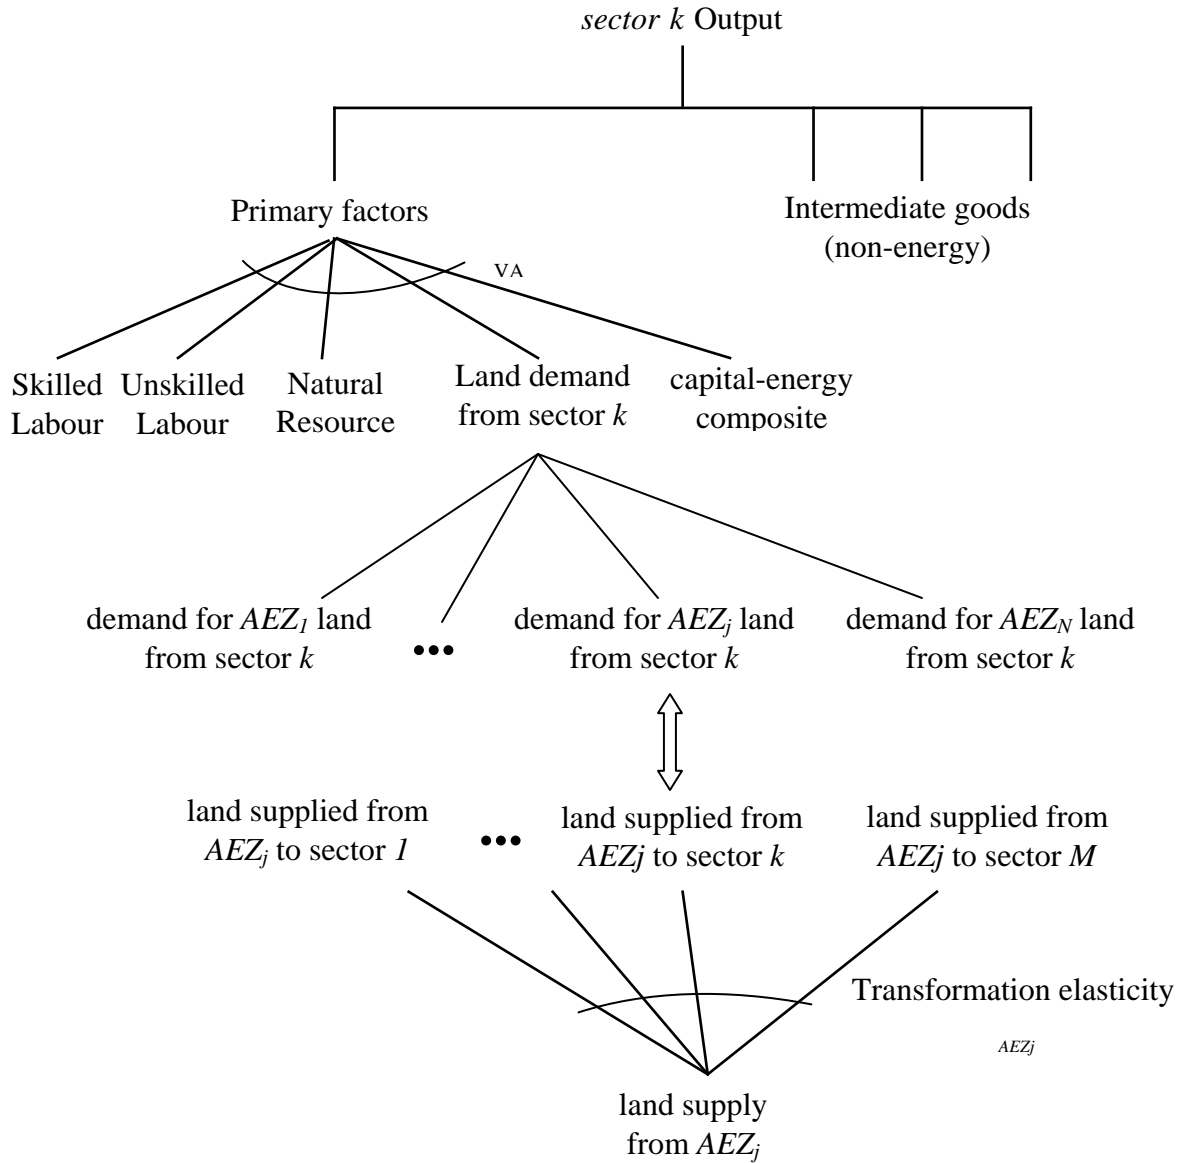 sector k Output
Primary factors
Intermediate goods
(non-energy)
VA
Skilled
Labour
Unskilled
Labour
Natural
Resource
Land demand
from sector k
capital-energy
composite
demand for AEZ1 land
from sector k
•••
demand for AEZj land
from sector k
demand for AEZN land
from sector k
land supplied from
AEZj to sector 1
•••
land supplied from
AEZj to sector k
land supplied from
AEZj to sector M
Transformation elasticity
AEZj
land supply
from AEZj